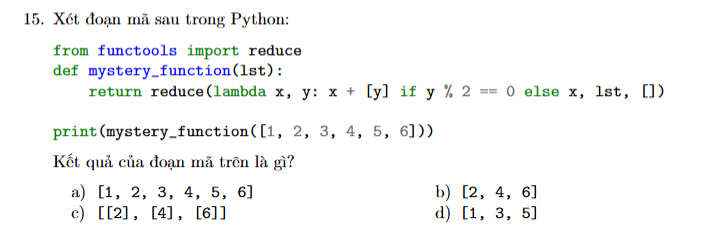 15. Xét đoạn mã sau trong Python:
from functools import reduce
def mystery_function(lst):
    return reduce(lambda x, y: x + [y] if y % 2 == 0 else x, lst, [])
print(mystery_function([1, 2, 3, 4, 5, 6]))
Kết quả của đoạn mã trên là gì?
a) [1, 2, 3, 4, 5, 6] b) [2, 4, 6]
c) [[2], [4], [6]] d) [1, 3, 5]